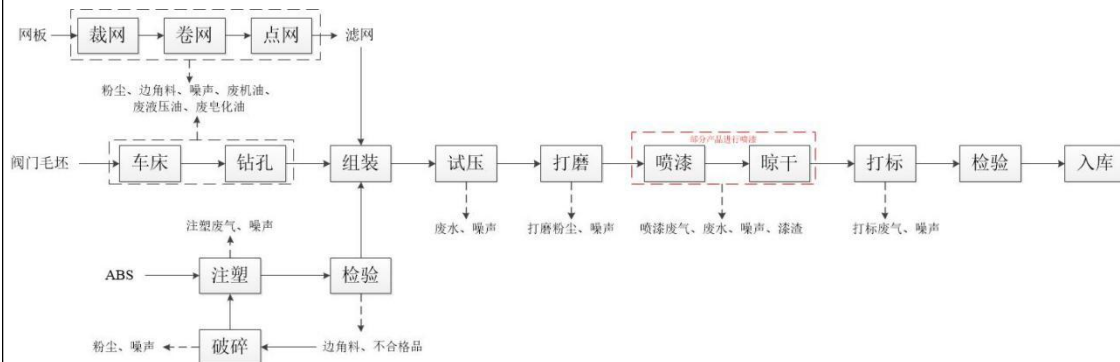 网板
裁网
卷网
点网
滤网
粉尘、边角料、噪声、废机油、
废液压油、废皂化油
部分产品进行喷漆
阀门毛坯
车床
钻孔
组装
试压
打磨
喷漆
晾干
打标
检验
入库
废水、噪声
打磨粉尘、噪声
喷漆废气、废水、噪声、漆渣
打标废气、噪声
注塑废气、噪声
ABS
注塑
检验
粉尘、噪声
破碎
边角料、不合格品